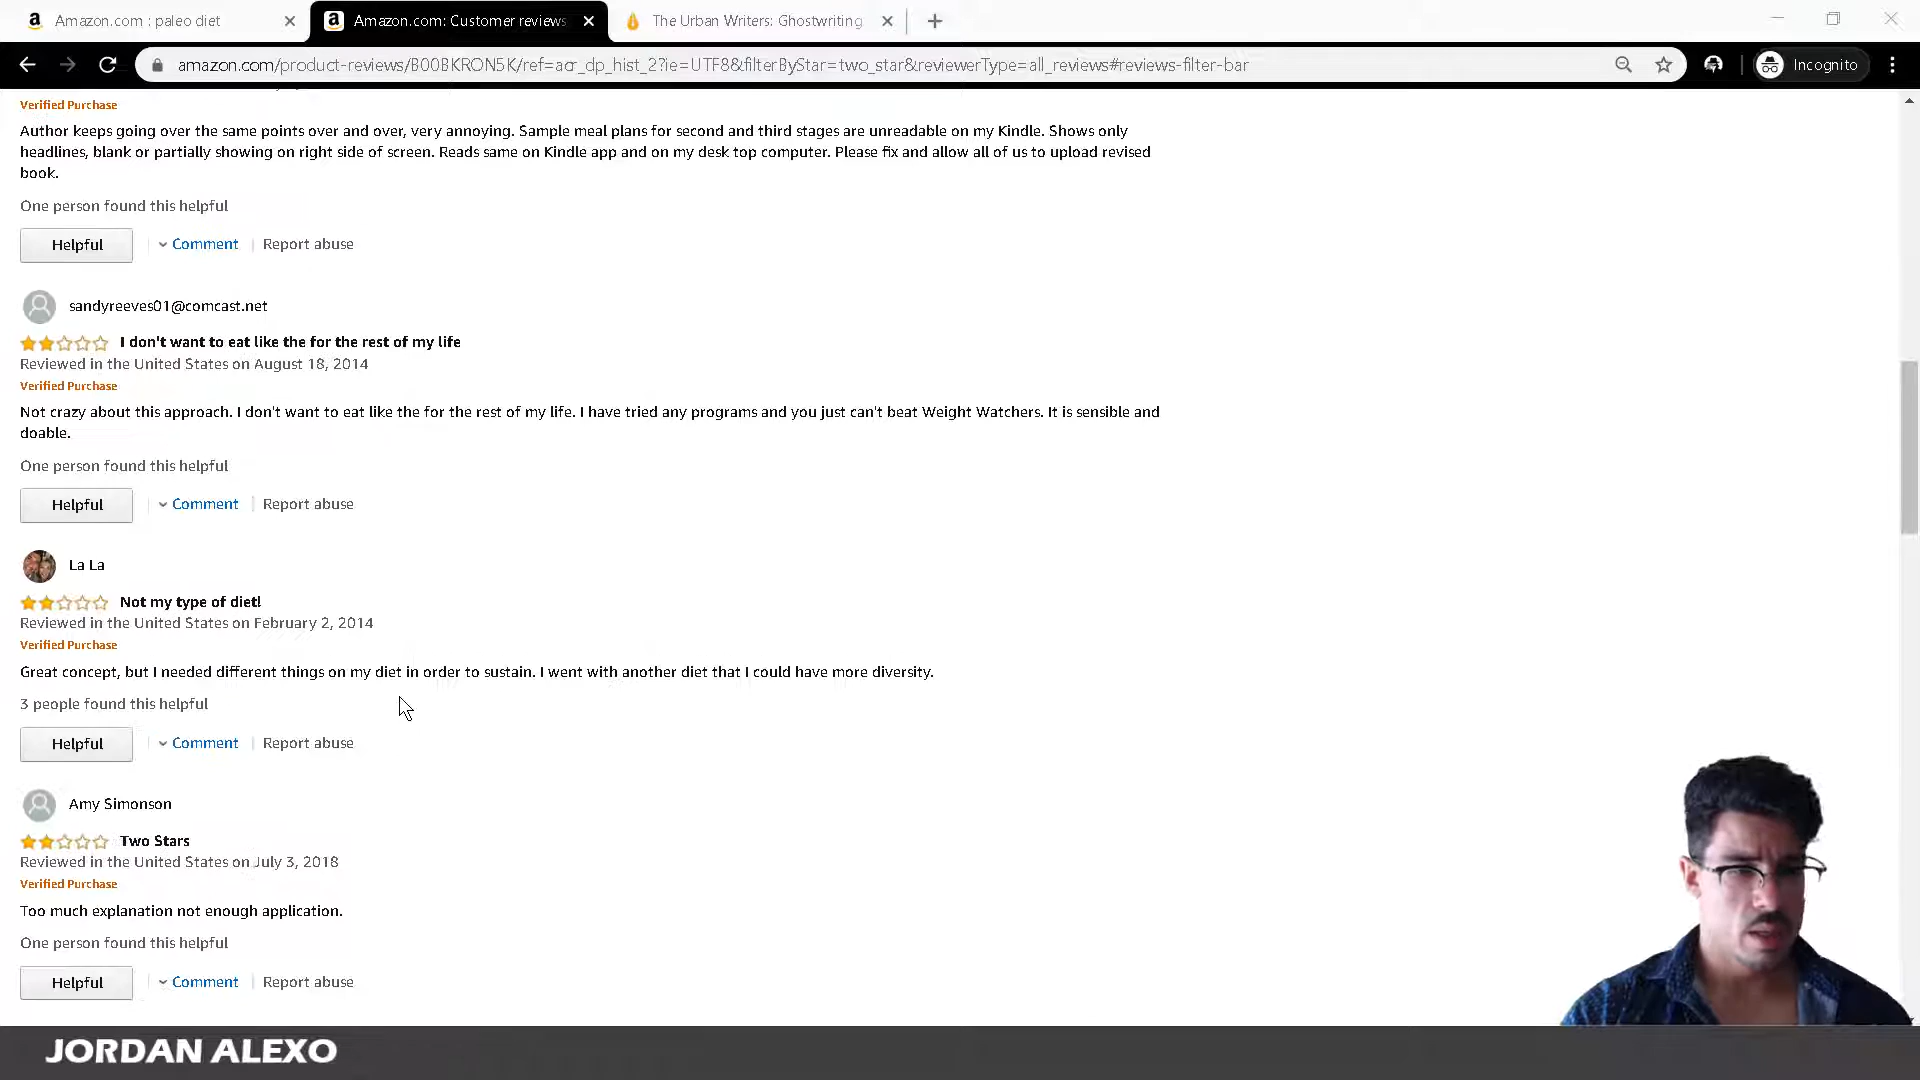 Amazon.com : paleo diet
Amazon.com: Customer reviews
The Urban Writers: Ghostwriting
amazon.com/product-reviews/B00BKRON5K/ref=acr_dp_hist_2?ie=UTF8&filterByStar=two_star&reviewerType=all_reviews#reviews-filter-bar
Incognito
Verified Purchase
Author keeps going over the same points over and over, very annoying. Sample meal plans for second and third stages are unreadable on my Kindle. Shows only
headlines, blank or partially showing on right side of screen. Reads same on Kindle app and on my desk top computer. Please fix and allow all of us to upload revised
book.
One person found this helpful
Helpful
Comment
Report abuse
sandyreeves01@comcast.net
I don't want to eat like the for the rest of my life
Reviewed in the United States on August 18, 2014
Verified Purchase
Not crazy about this approach. I don't want to eat like the for the rest of my life. I have tried any programs and you just can't beat Weight Watchers. It is sensible and
doable.
One person found this helpful
Helpful
Comment
Report abuse
La La
Not my type of diet!
Reviewed in the United States on February 2, 2014
Verified Purchase
Great concept, but I needed different things on my diet in order to sustain. I went with another diet that I could have more diversity.
3 people found this helpful
Helpful
Comment
Report abuse
Amy Simonson
Two Stars
Reviewed in the United States on July 3, 2018
Verified Purchase
Too much explanation not enough application.
One person found this helpful
Helpful
Comment
Report abuse
JORDAN ALEXO